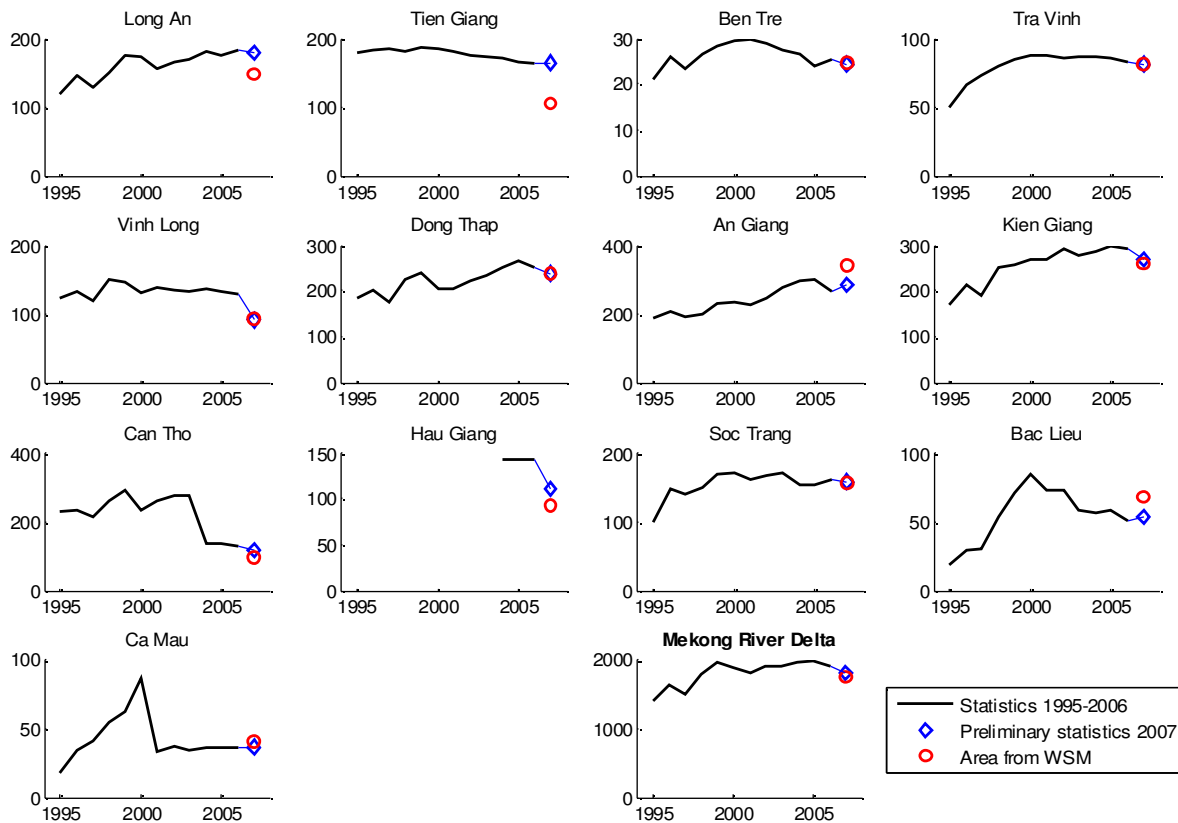 Long An
200
100
0
1995 2000 2005
Tien Giang
200
100
0
1995 2000 2005
Ben Tre
30
20
10
0
1995 2000 2005
Tra Vinh
100
50
0
1995 2000 2005
Vinh Long
200
100
0
1995 2000 2005
Dong Thap
300
200
100
0
1995 2000 2005
An Giang
400
200
0
1995 2000 2005
Kien Giang
300
200
100
0
1995 2000 2005
Can Tho
400
200
0
1995 2000 2005
Hau Giang
150
100
50
0
1995 2000 2005
Soc Trang
200
100
0
1995 2000 2005
Bac Lieu
100
50
0
1995 2000 2005
Ca Mau
100
50
0
1995 2000 2005
Mekong River Delta
2000
1000
0
1995 2000 2005
Statistics 1995-2006
Preliminary statistics 2007
Area from WSM